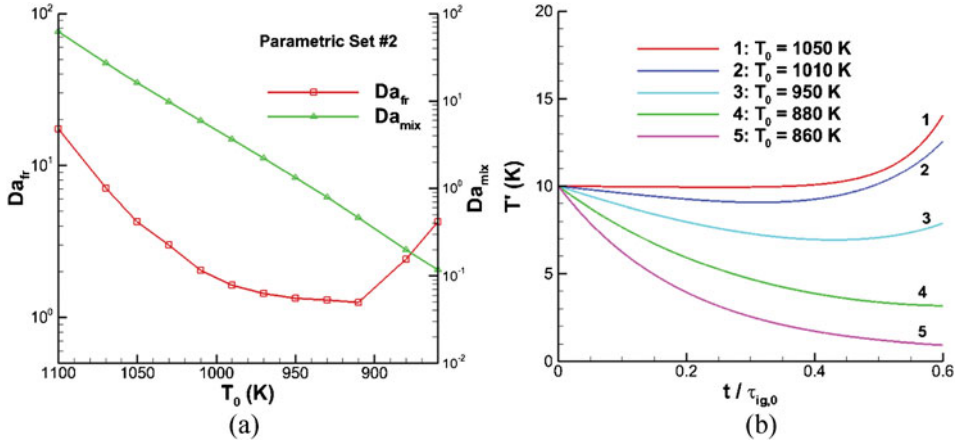 10²
10¹
10⁰
Da_fr
Parametric Set #2
Da_fr
Da_mix
10²
10¹
10⁰
10⁻¹
10⁻²
Da_mix
1100
1050
1000
950
900
T₀ (K)
(a)
20
15
10
5
0
T' (K)
1: T₀ = 1050 K
2: T₀ = 1010 K
3: T₀ = 950 K
4: T₀ = 880 K
5: T₀ = 860 K
1
2
3
4
5
0
0.2
0.4
0.6
t / τ_ig,0
(b)